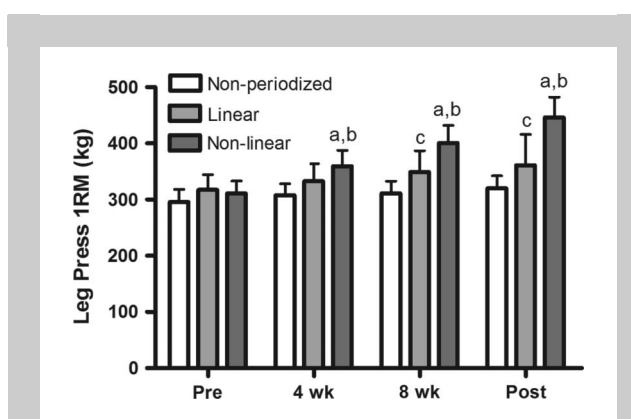 Leg Press 1RM (kg)
500
400
300
200
100
0
Non-periodized
Linear
Non-linear
a,b
c
a,b
c
a,b
Pre
4 wk
8 wk
Post